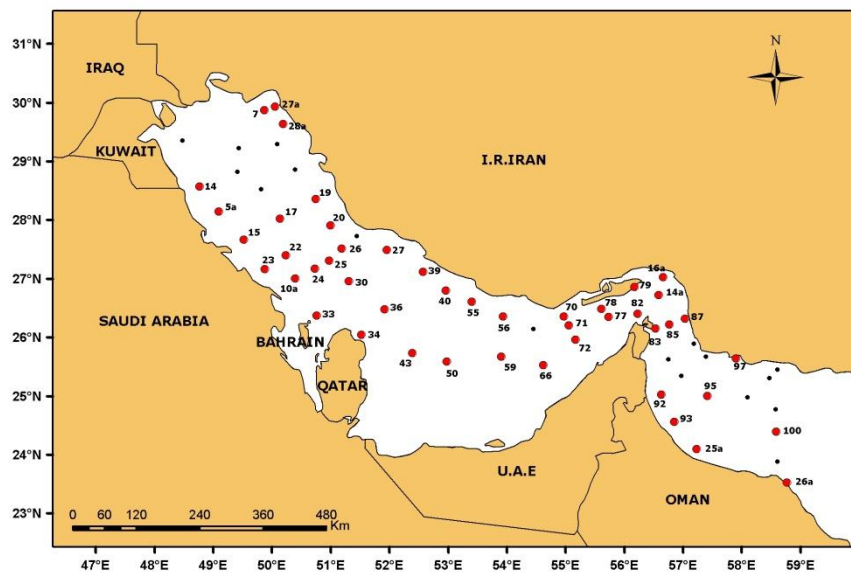 31°N
N
IRAQ
30°N
27a
7
28a
KUWAIT
I.R.IRAN
29°N
14
19
5a
17
28°N
20
15
26
27
22
25
39
23
24
16a
27°N
10a
30
40
79
14a
55
70
78
82
36
33
56
71
77
87
SAUDI ARABIA
26°N
BAHRAIN
34
72
83
85
43
50
59
66
97
QATAR
95
25°N
92
93
100
24°N
25a
U.A.E
26a
OMAN
23°N
0 120 240 360 480
Km
47°E 48°E 49°E 50°E 51°E 52°E 53°E 54°E 55°E 56°E 57°E 58°E 59°E